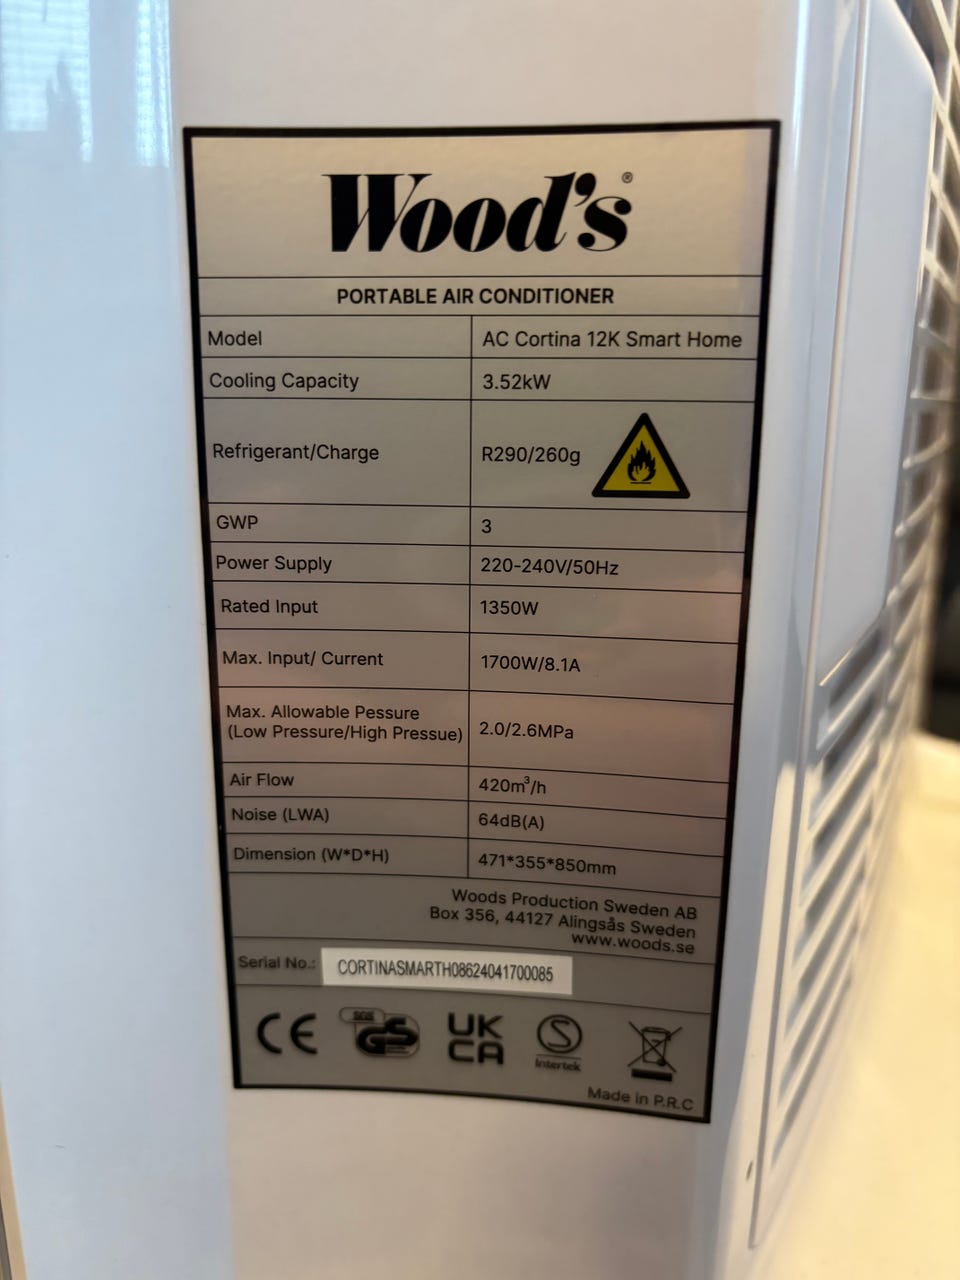 Wood's®
PORTABLE AIR CONDITIONER
Model AC Cortina 12K Smart Home
Cooling Capacity 3.52kW
Refrigerant/Charge R290/260g
GWP 3
Power Supply 220-240V/50Hz
Rated Input 1350W
Max. Input/ Current 1700W/8.1A
Max. Allowable Pessure
(Low Pressure/High Pressue) 2.0/2.6MPa
Air Flow 420m³/h
Noise (LWA) 64dB(A)
Dimension (W*D*H) 471*355*850mm
Woods Production Sweden AB
Box 356, 44127 Alingsås Sweden
www.woods.se
Serial No.: CORTINASMARTH08624041700085
CE SGS GS UK CA S Intertek
Made in P.R.C